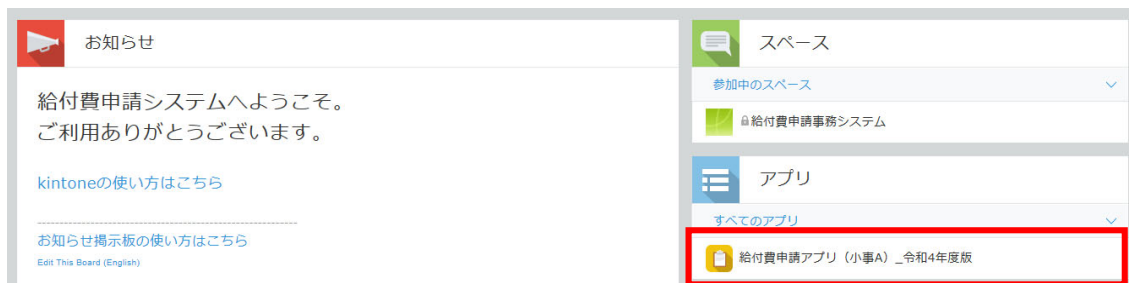 お知らせ
給付費申請システムへようこそ。
ご利用ありがとうございます。
kintoneの使い方はこちら
----------------------------------------------------------
お知らせ掲示板の使い方はこちら
Edit This Board (English)
スペース
参加中のスペース
給付費申請事務システム
アプリ
すべてのアプリ
給付費申請アプリ（小事A）_令和4年度版